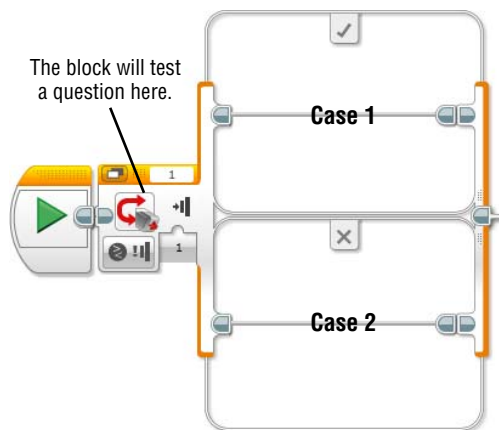 The block will test
a question here.
Case 1
1
1
Case 2